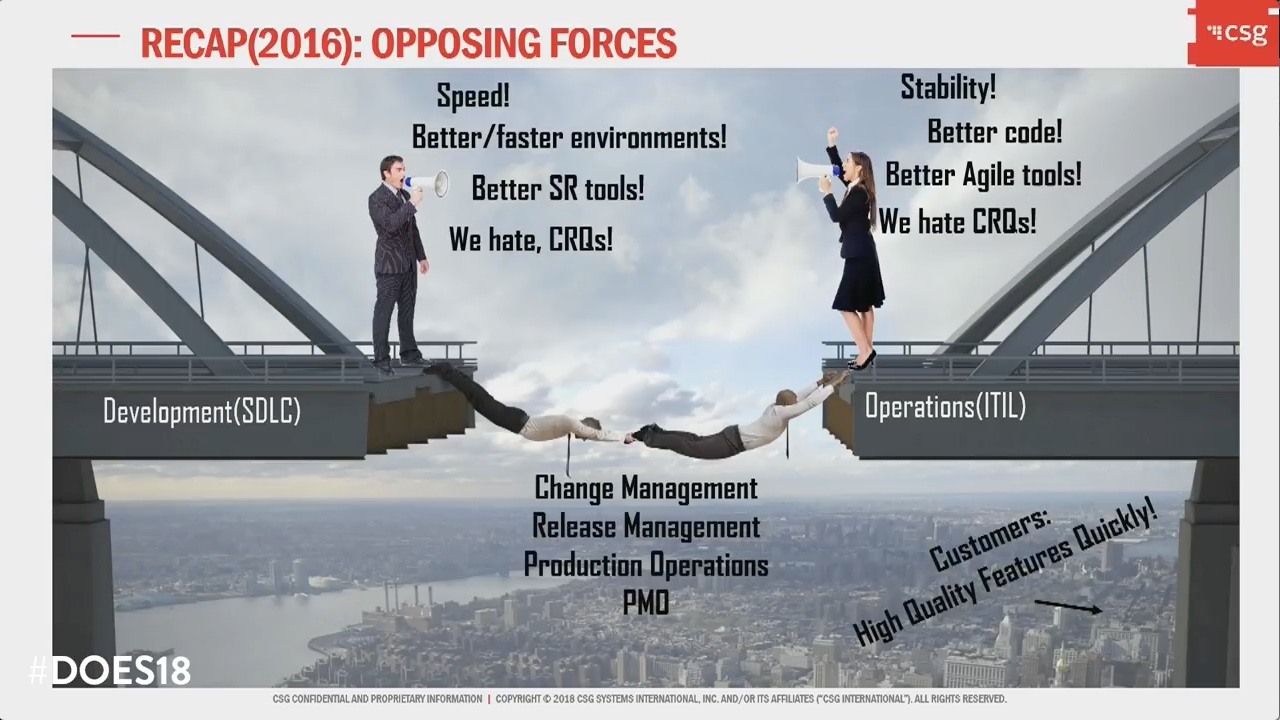 RECAP(2016): OPPOSING FORCES
csg
Speed!
Better/faster environments!
Better SR tools!
We hate, CRQs!
Stability!
Better code!
Better Agile tools!
We hate CRQs!
Development(SDLC)
Operations(ITIL)
Change Management
Release Management
Production Operations
PMO
Customers:
High Quality Features Quickly!
#DOES18
CSG CONFIDENTIAL AND PROPRIETARY INFORMATION | COPYRIGHT © 2018 CSG SYSTEMS INTERNATIONAL, INC. AND/OR ITS AFFILIATES ("CSG INTERNATIONAL"). ALL RIGHTS RESERVED.